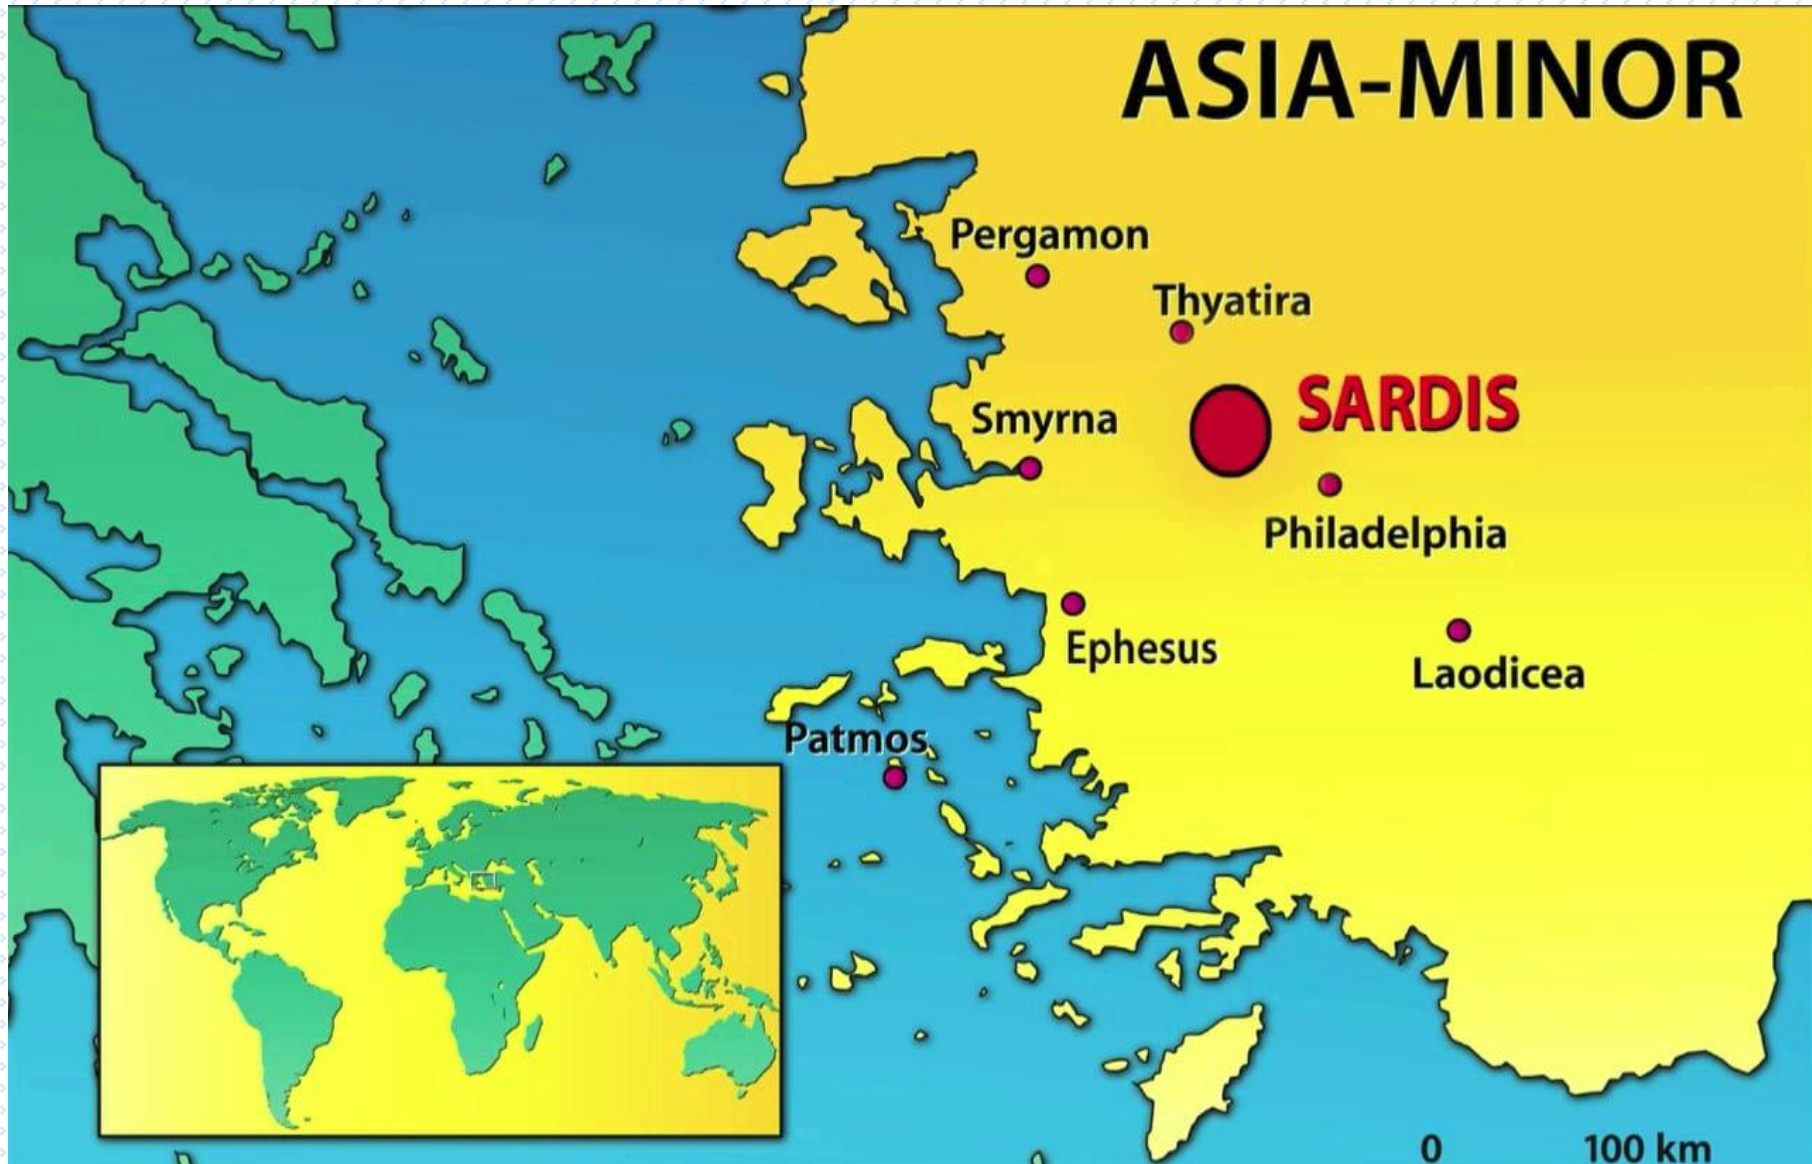 ASIA-MINOR
Pergamon
Thyatira
SARDIS
Smyrna
Philadelphia
Ephesus
Laodicea
Patmos
0 100 km